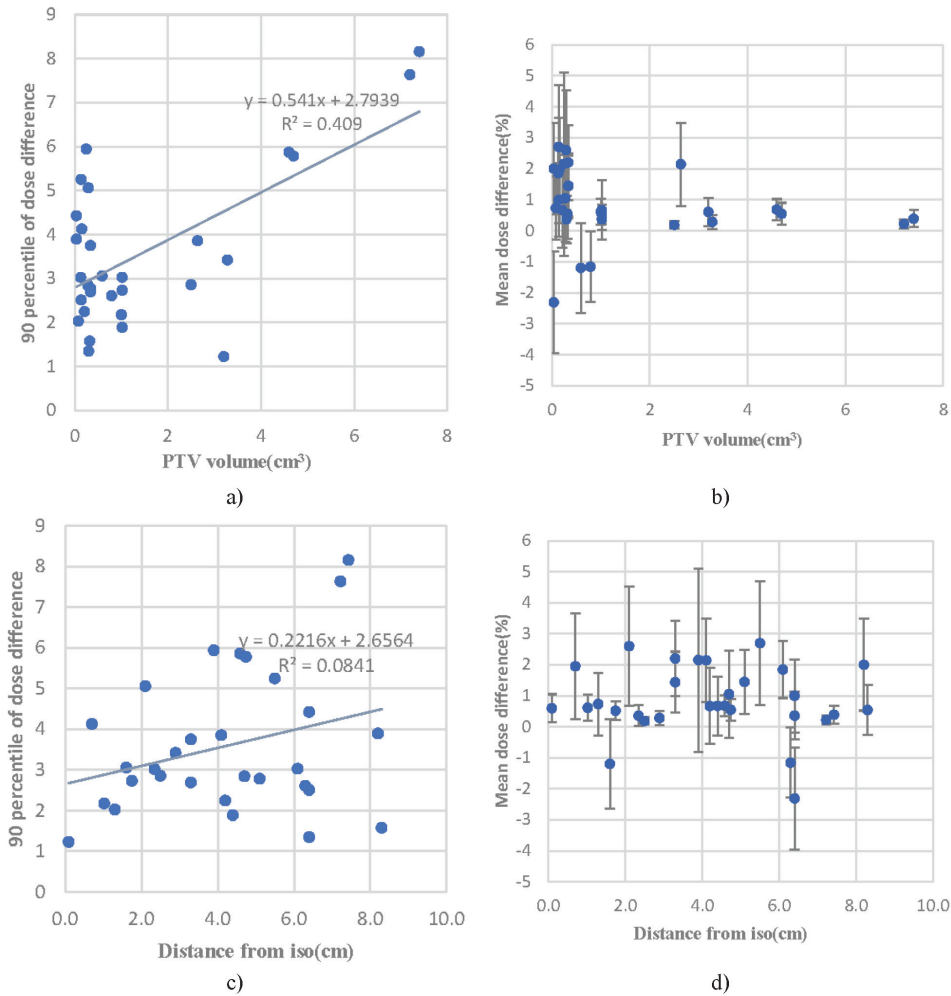 9
8
7
6
5
4
3
2
1
0
90 percentile of dose difference
y = 0.541x + 2.7939
R² = 0.409
0 2 4 6 8
PTV volume(cm³)
a)
6
5
4
3
2
1
0
-1
-2
-3
-4
-5
Mean dose difference(%)
0 2 4 6 8
PTV volume(cm³)
b)
9
8
7
6
5
4
3
2
1
0
90 percentile of dose difference
y = 0.2216x + 2.6564
R² = 0.0841
0.0 2.0 4.0 6.0 8.0 10.0
Distance from iso(cm)
c)
6
5
4
3
2
1
0
-1
-2
-3
-4
-5
Mean dose difference(%)
0.0 2.0 4.0 6.0 8.0 10.0
Distance from iso(cm)
d)